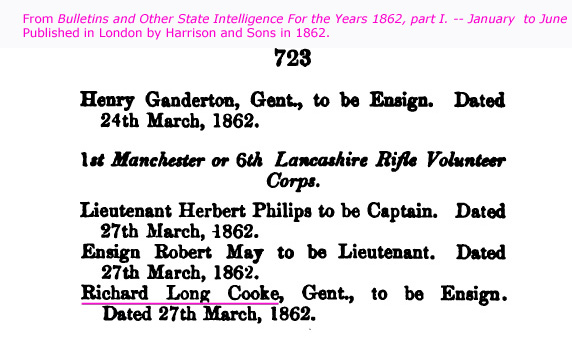 From Bulletins and Other State Intelligence For the Years 1862, part I. -- January to June
Published in London by Harrison and Sons in 1862.
723
Henry Ganderton, Gent., to be Ensign. Dated
24th March, 1862.
1st Manchester or 6th Lancashire Rifle Volunteer
Corps.
Lieutenant Herbert Philips to be Captain. Dated
27th March, 1862.
Ensign Robert May to be Lieutenant. Dated
27th March, 1862.
Richard Long Cooke, Gent., to be Ensign.
Dated 27th March, 1862.